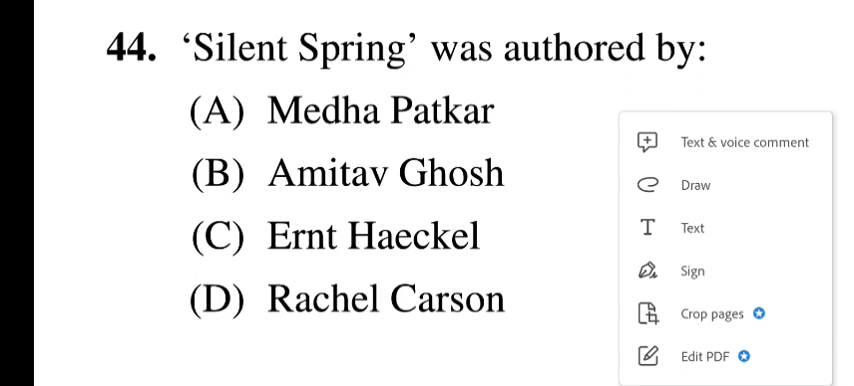 44. ‘Silent Spring’ was authored by:
(A) Medha Patkar
(B) Amitav Ghosh
(C) Ernt Haeckel
(D) Rachel Carson
Text & voice comment
Draw
Text
Sign
Crop pages
Edit PDF